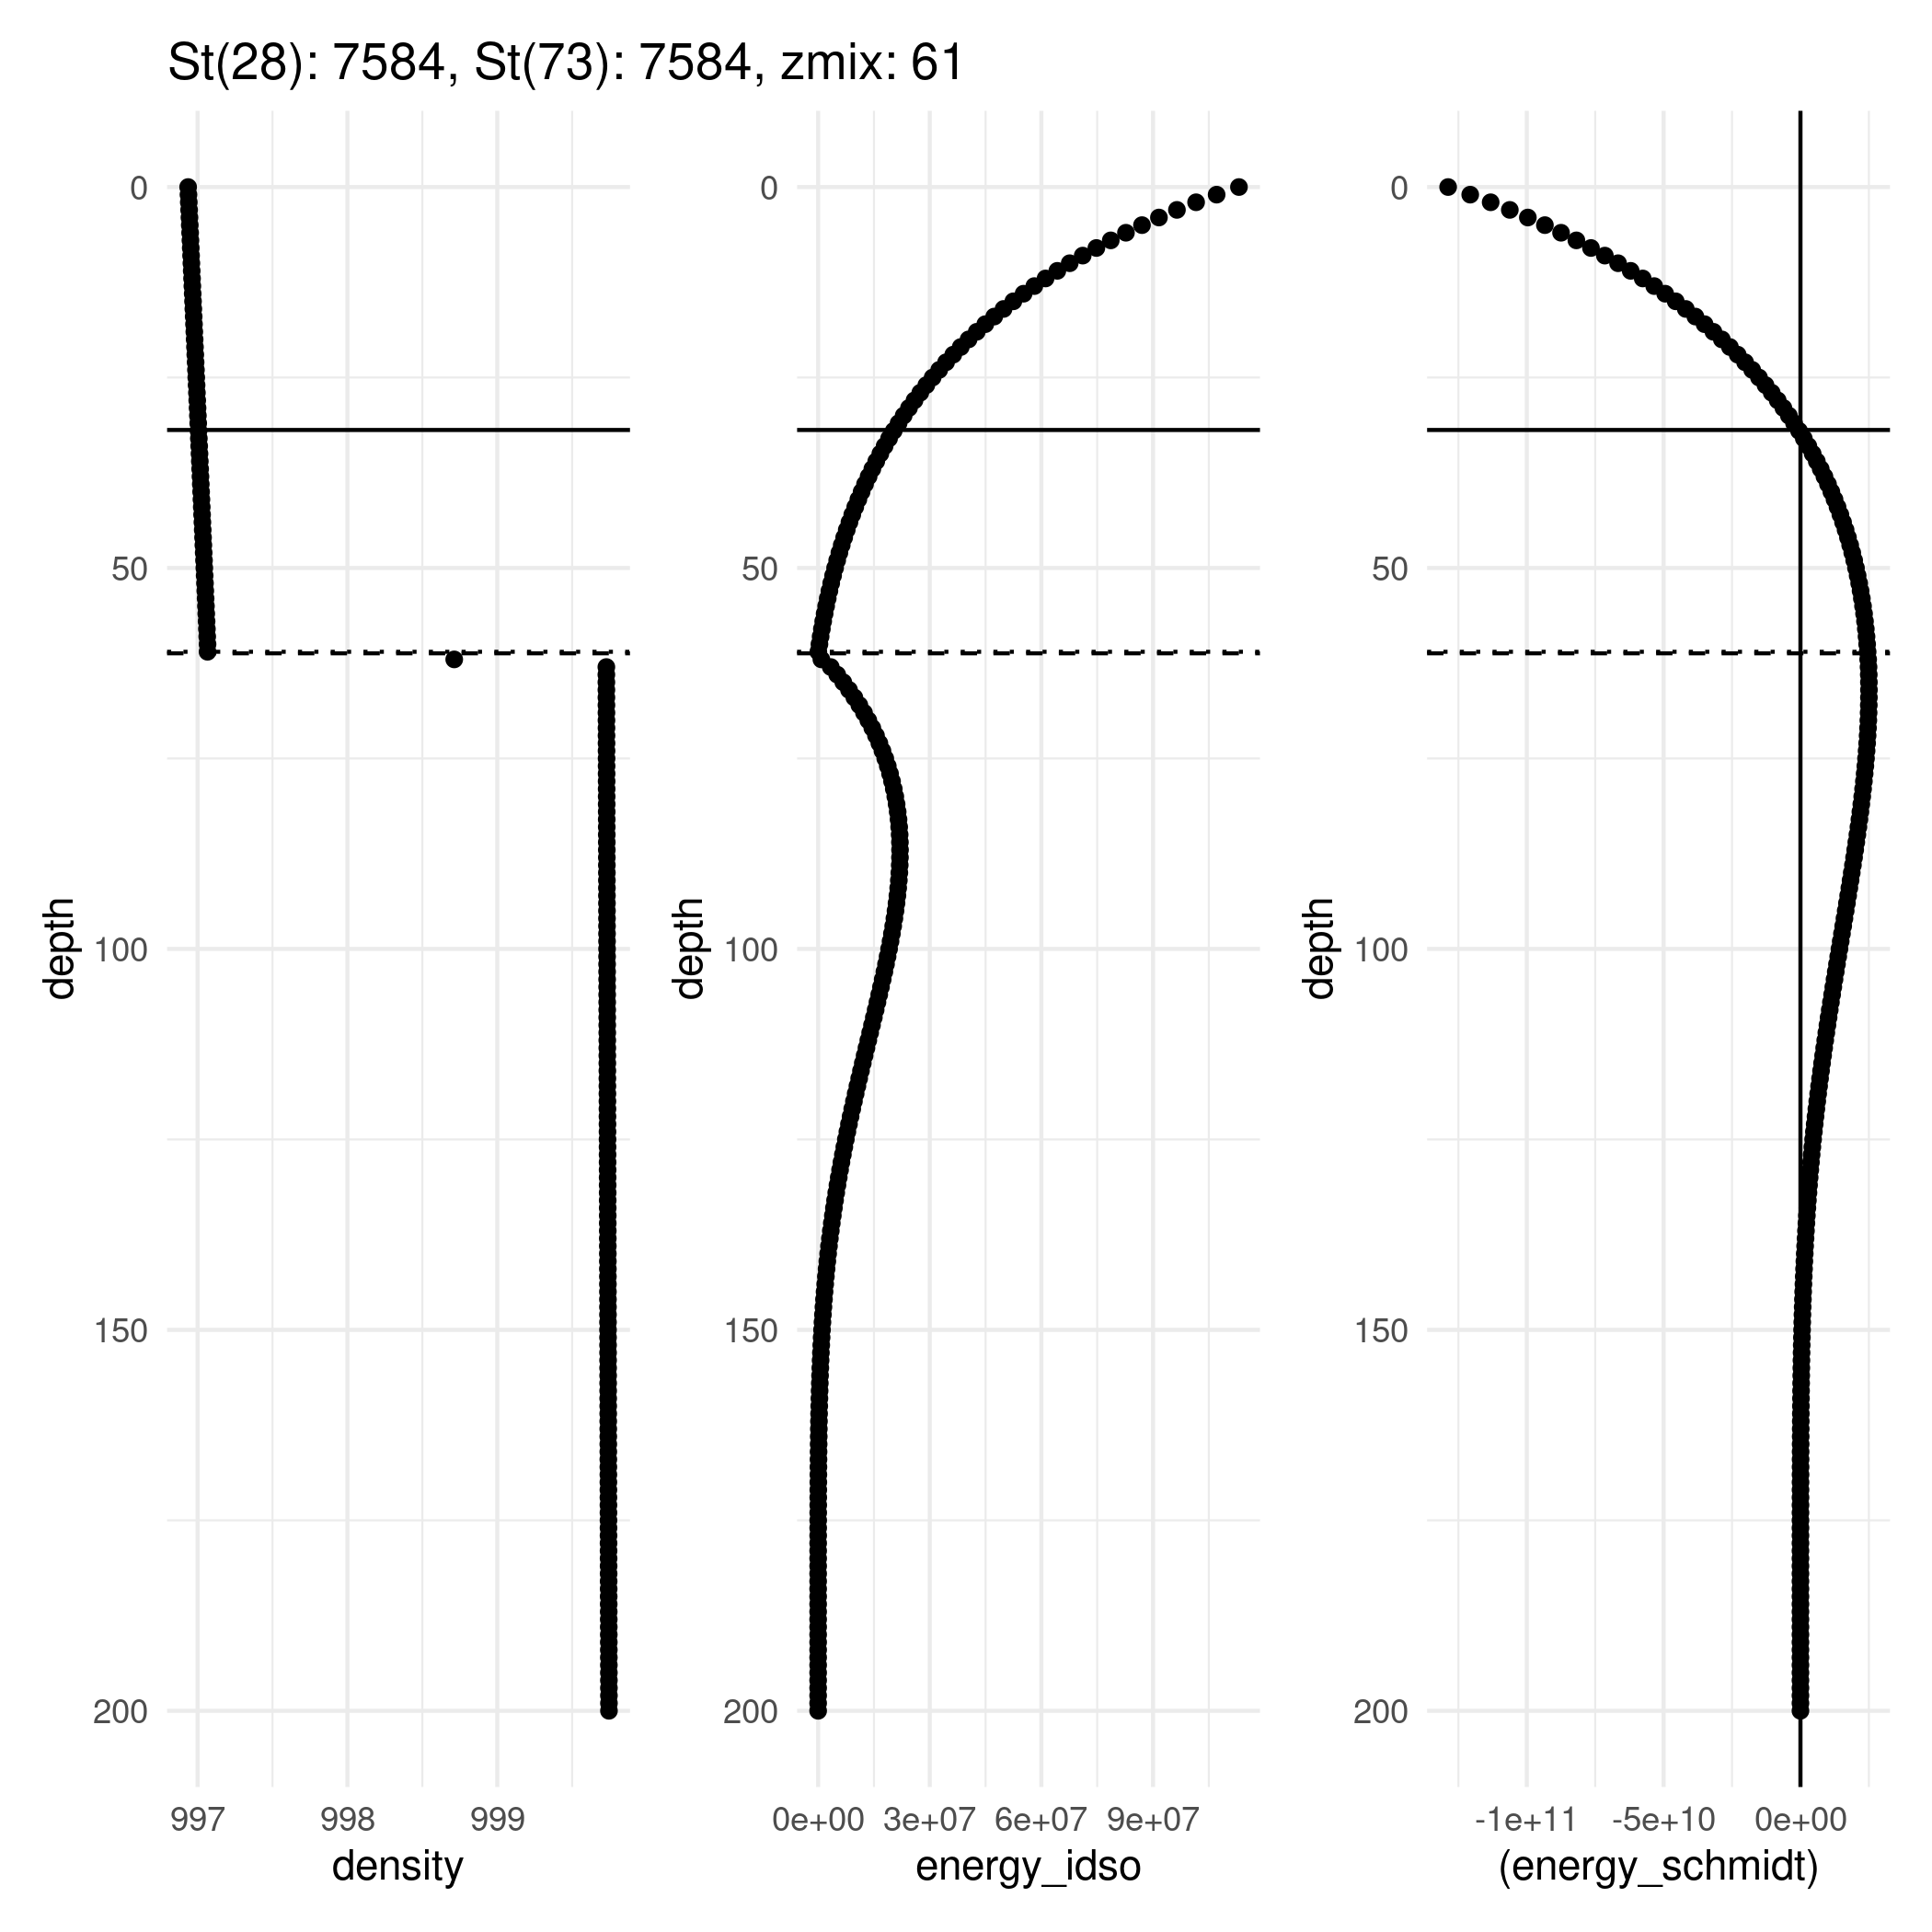 St(28): 7584, St(73): 7584, zmix: 61
0
50
100
150
200
depth
997 998 999
density
0
50
100
150
200
depth
0e+00 3e+07 6e+07 9e+07
energy_idso
0
50
100
150
200
depth
-1e+11 -5e+10 0e+00
(energy_schmidt)